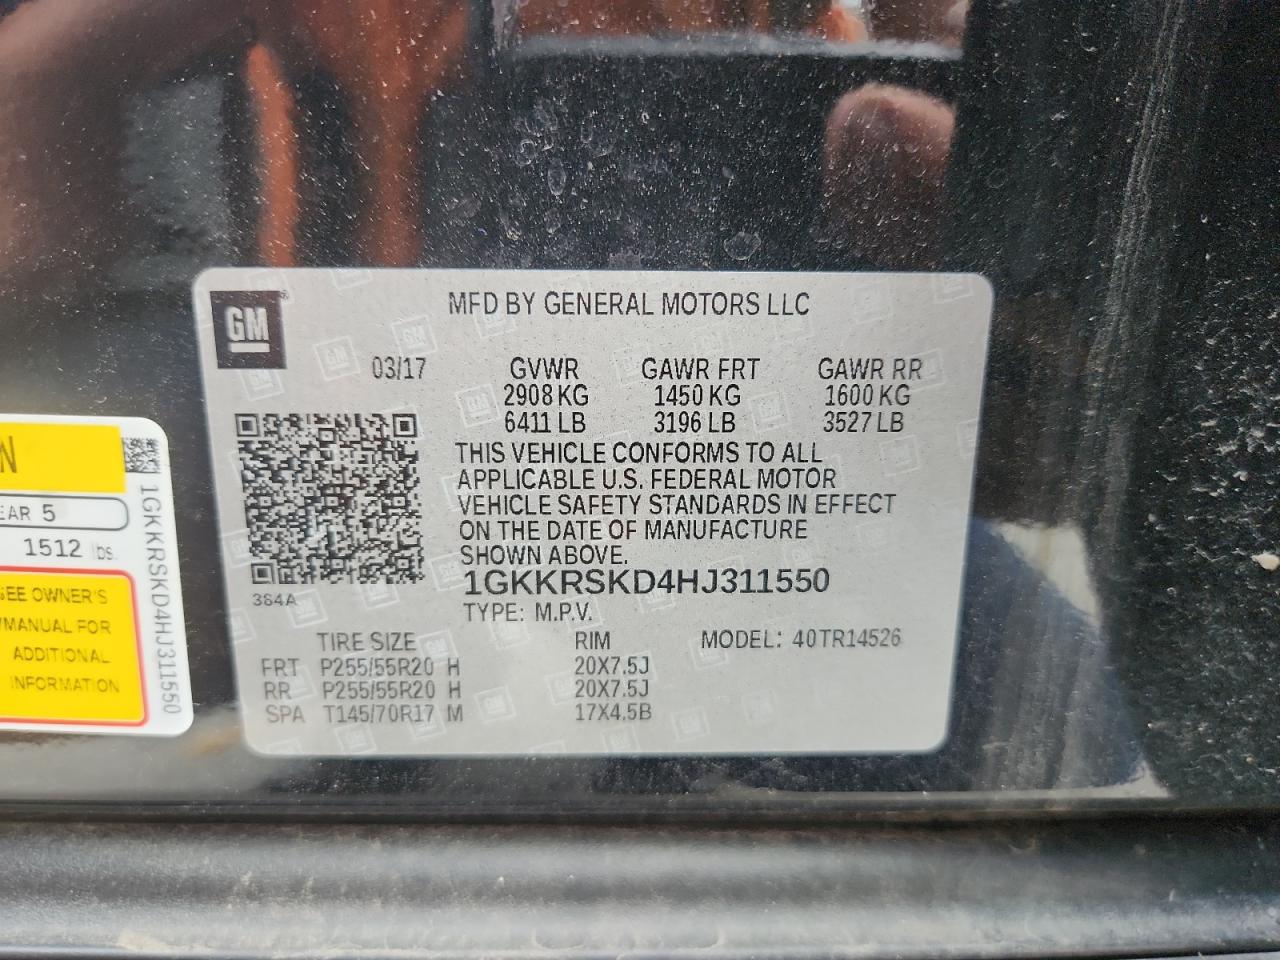 GM
MFD BY GENERAL MOTORS LLC
03/17 GVWR GAWR FRT GAWR RR
2908 KG 1450 KG 1600 KG
6411 LB 3196 LB 3527 LB
THIS VEHICLE CONFORMS TO ALL
APPLICABLE U.S. FEDERAL MOTOR
VEHICLE SAFETY STANDARDS IN EFFECT
ON THE DATE OF MANUFACTURE
SHOWN ABOVE.
384A
1GKKRSKD4HJ311550
TYPE: M.P.V.
TIRE SIZE RIM MODEL: 40TR14526
FRT P255/55R20 H 20X7.5J
RR P255/55R20 H 20X7.5J
SPA T145/70R17 M 17X4.5B
N
EAR 5
1512 lbs.
SEE OWNER'S
MANUAL FOR
ADDITIONAL
INFORMATION
1GKKRSKD4HJ311550